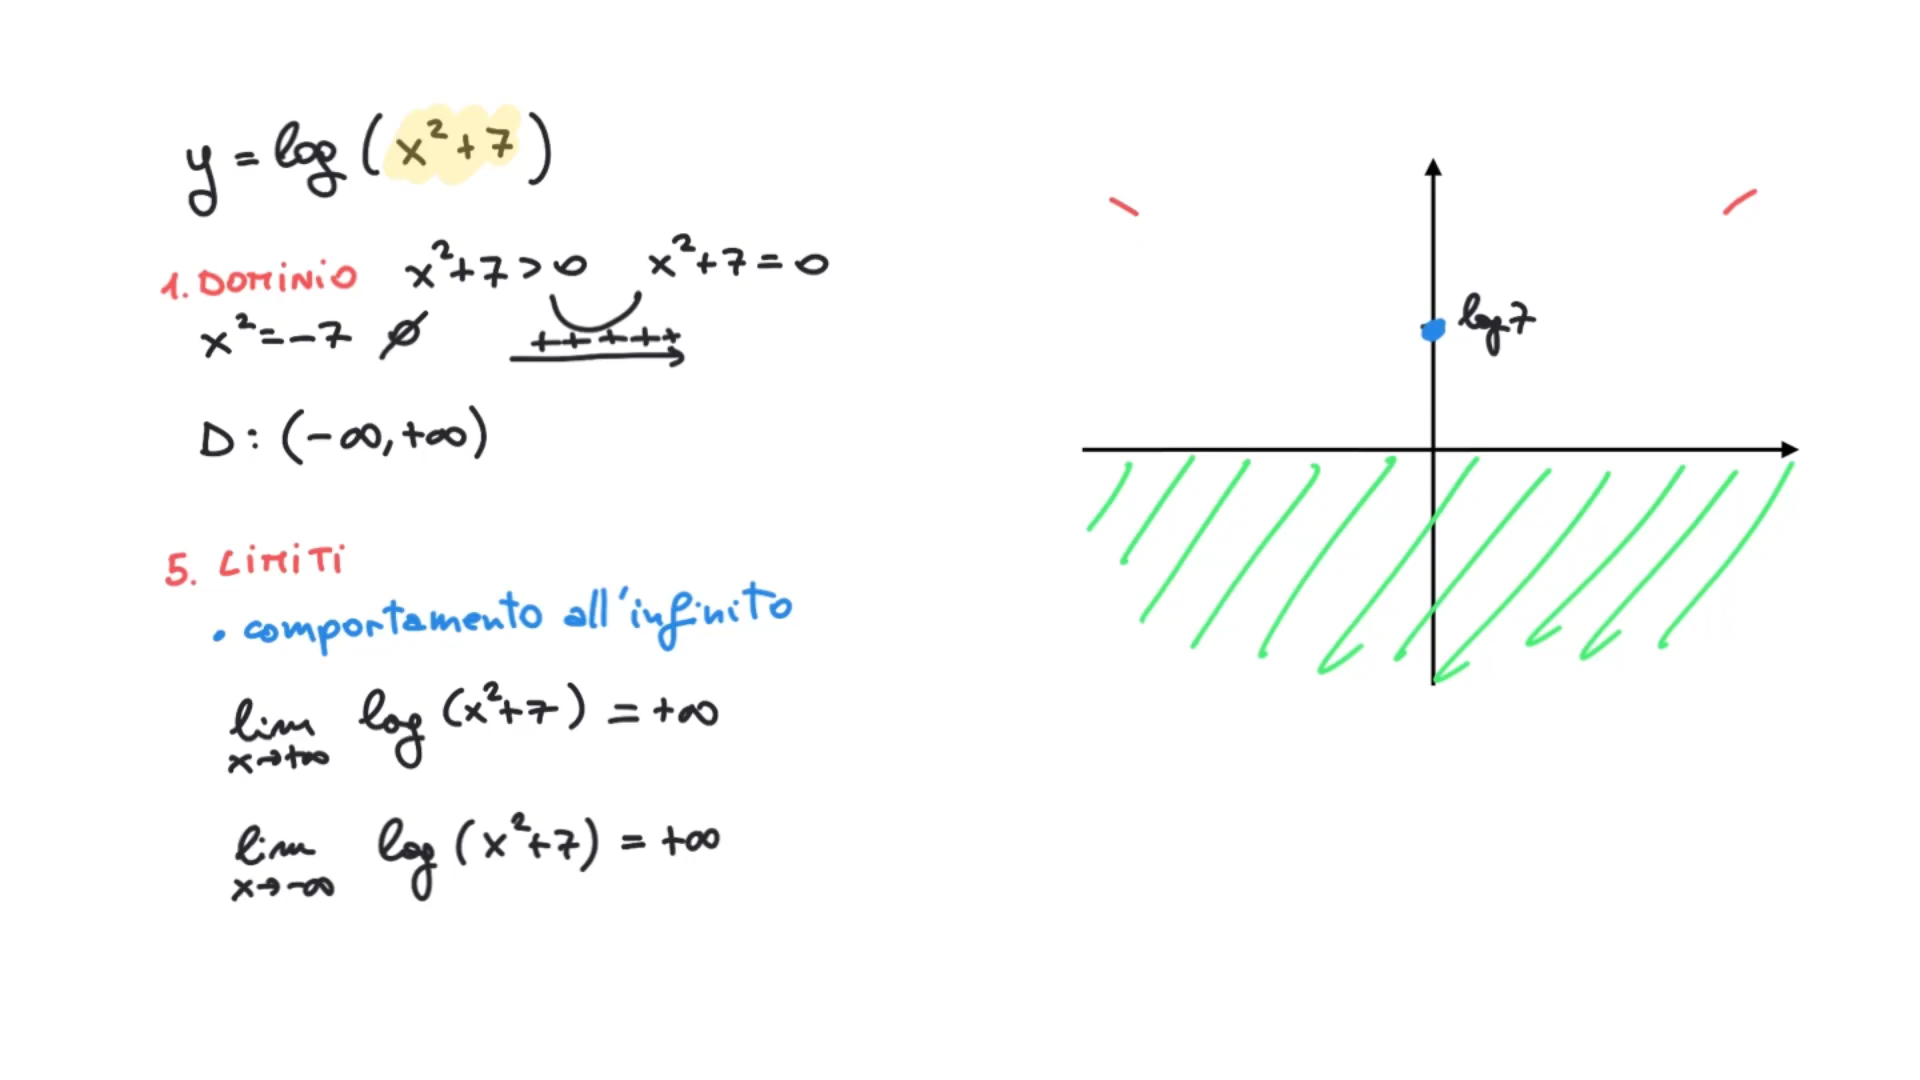 y = log (x²+7)
1. DOMINIO x²+7>0 x²+7=0
x²=-7 ∅ +++++
D: (-∞,+∞)
5. LIMITI
• comportamento all'infinito
lim x→+∞ log (x²+7) = +∞
lim x→-∞ log (x²+7) = +∞
log7